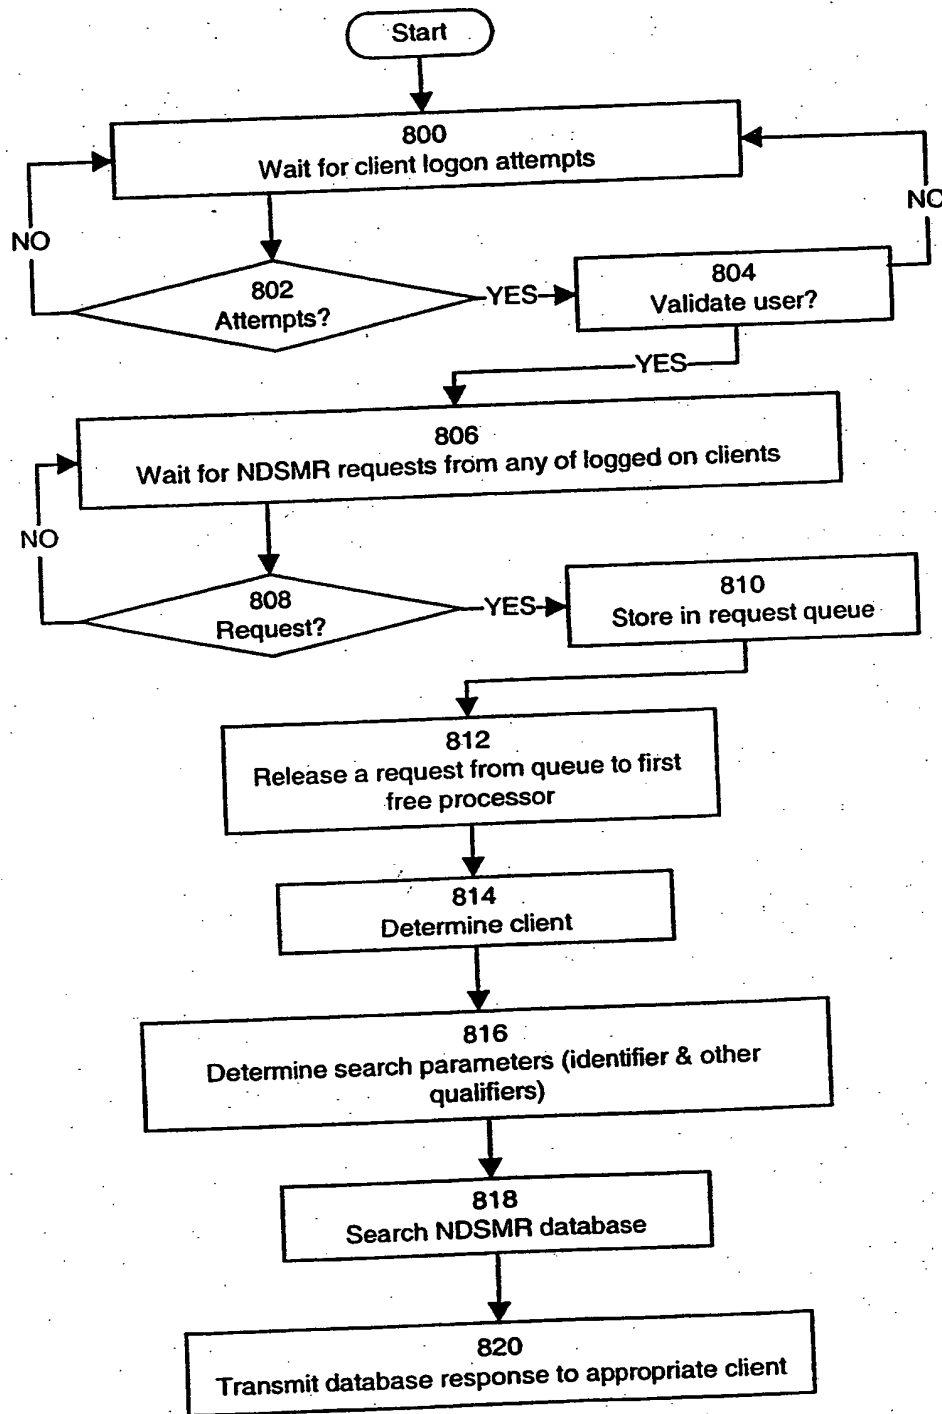 Start
800
Wait for client logon attempts
NO
NO
802
Attempts?
YES
804
Validate user?
YES
806
Wait for NDSMR requests from any of logged on clients
NO
808
Request?
YES
810
Store in request queue
812
Release a request from queue to first
free processor
814
Determine client
816
Determine search parameters (identifier & other
qualifiers)
818
Search NDSMR database
820
Transmit database response to appropriate client